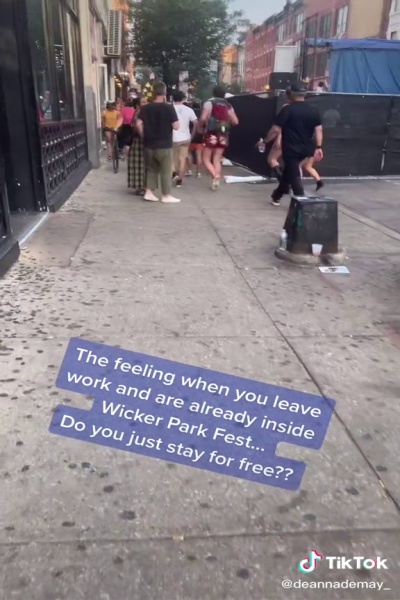 The feeling when you leave
work and are already inside
Wicker Park Fest...
Do you just stay for free??
TikTok
@deannademay_